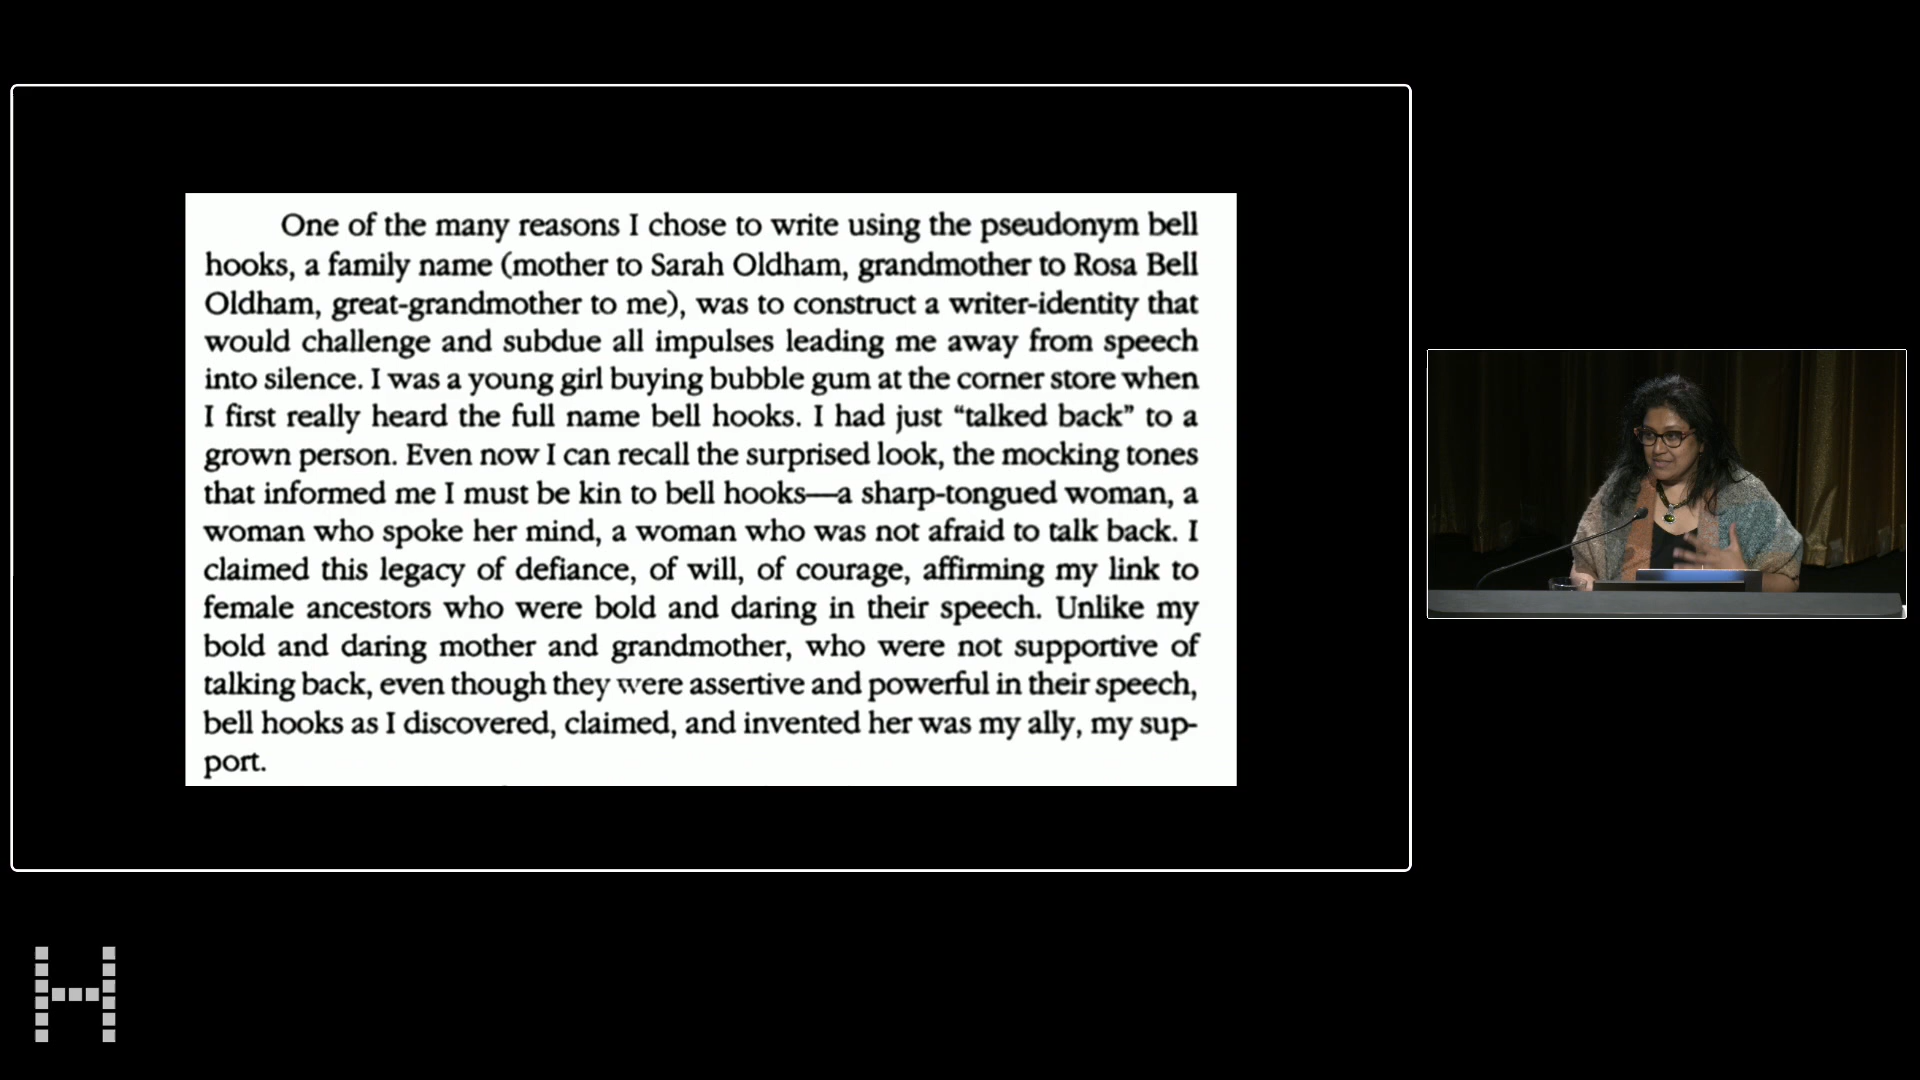 One of the many reasons I chose to write using the pseudonym bell
hooks, a family name (mother to Sarah Oldham, grandmother to Rosa Bell
Oldham, great-grandmother to me), was to construct a writer-identity that
would challenge and subdue all impulses leading me away from speech
into silence. I was a young girl buying bubble gum at the corner store when
I first really heard the full name bell hooks. I had just “talked back” to a
grown person. Even now I can recall the surprised look, the mocking tones
that informed me I must be kin to bell hooks—a sharp-tongued woman, a
woman who spoke her mind, a woman who was not afraid to talk back. I
claimed this legacy of defiance, of will, of courage, affirming my link to
female ancestors who were bold and daring in their speech. Unlike my
bold and daring mother and grandmother, who were not supportive of
talking back, even though they were assertive and powerful in their speech,
bell hooks as I discovered, claimed, and invented her was my ally, my sup-
port.
H